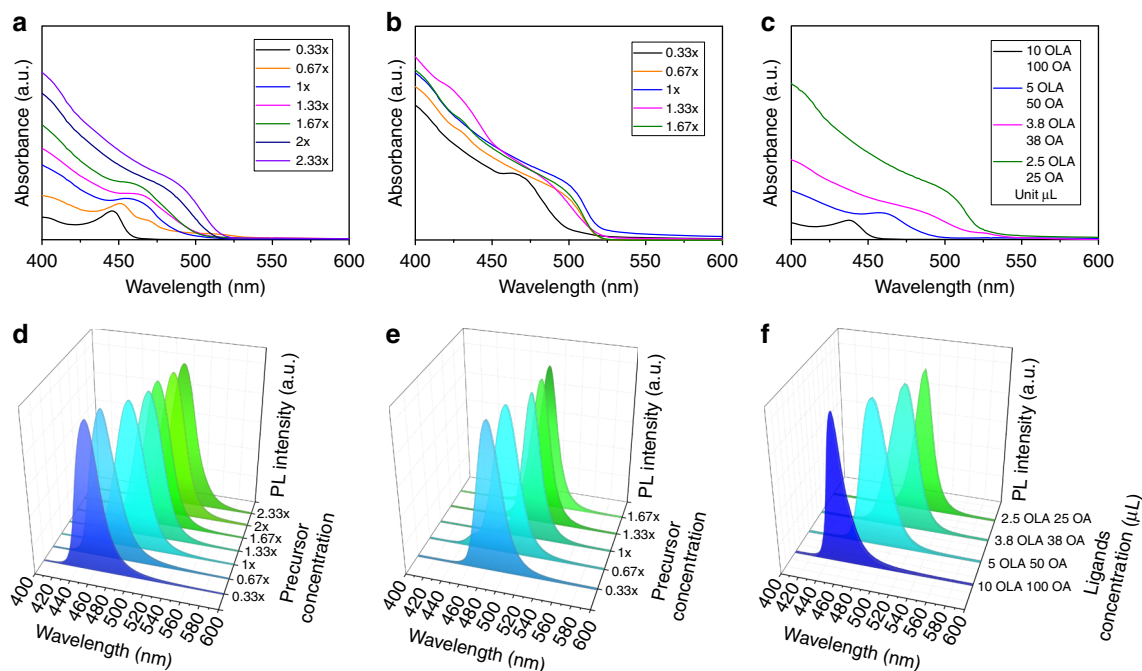 a
Absorbance (a.u.)
0.33x
0.67x
1x
1.33x
1.67x
2x
2.33x
400 450 500 550 600
Wavelength (nm)
b
Absorbance (a.u.)
0.33x
0.67x
1x
1.33x
1.67x
400 450 500 550 600
Wavelength (nm)
c
Absorbance (a.u.)
10 OLA
100 OA
5 OLA
50 OA
3.8 OLA
38 OA
2.5 OLA
25 OA
Unit µL
400 450 500 550 600
Wavelength (nm)
d
PL intensity (a.u.)
2.33x
2x
1.67x
1.33x
1x
0.67x
0.33x
Precursor
concentration
400 420 440 460 480 500 520 540 560 580 600
Wavelength (nm)
e
PL intensity (a.u.)
1.67x
1.33x
1x
0.67x
0.33x
Precursor
concentration
400 420 440 460 480 500 520 540 560 580 600
Wavelength (nm)
f
PL intensity (a.u.)
2.5 OLA 25 OA
3.8 OLA 38 OA
5 OLA 50 OA
10 OLA 100 OA
Ligands
concentration (µL)
400 420 440 460 480 500 520 540 560 580 600
Wavelength (nm)